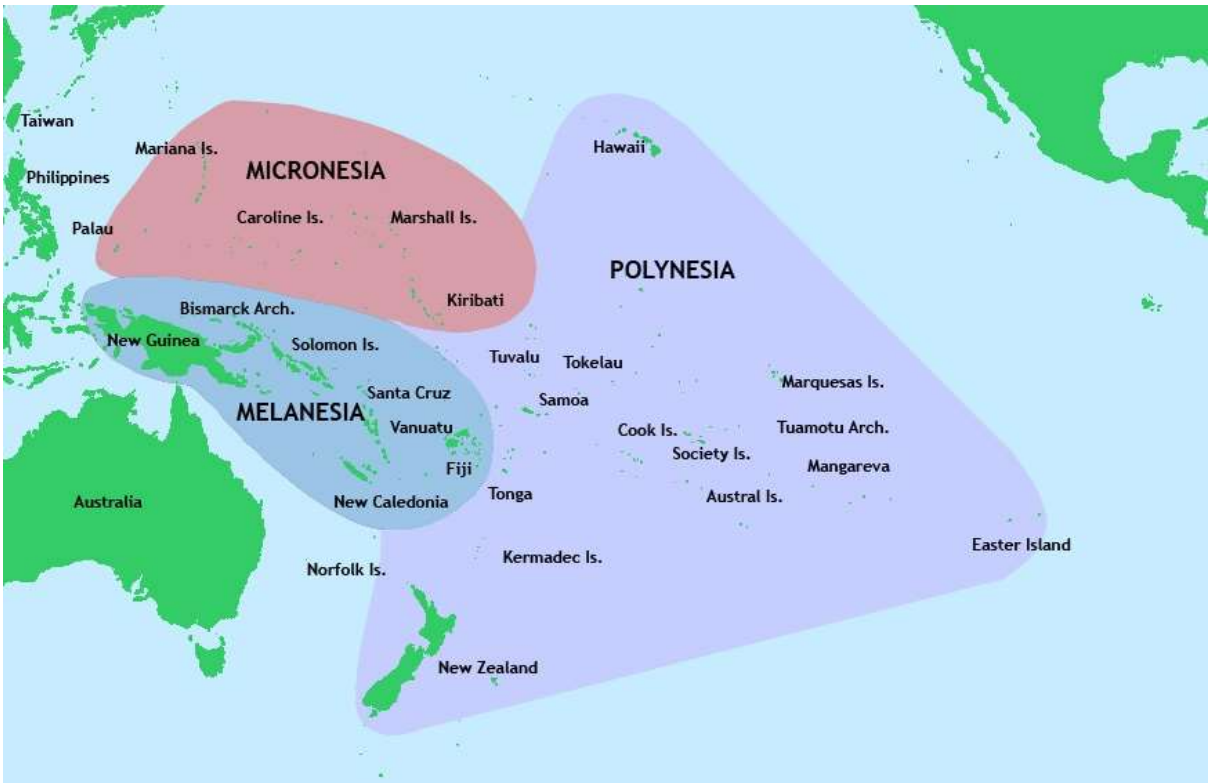 Taiwan
Mariana Is.
Hawaii
MICRONESIA
Philippines
Caroline Is.
Marshall Is.
Palau
POLYNESIA
Kiribati
Bismarck Arch.
New Guinea
Solomon Is.
Tuvalu
Tokelau
Marquesas Is.
Santa Cruz
Samoa
MELANESIA
Vanuatu
Cook Is.
Tuamotu Arch.
Society Is.
Fiji
Mangareva
Tonga
Austral Is.
Australia
New Caledonia
Easter Island
Kermadec Is.
Norfolk Is.
New Zealand